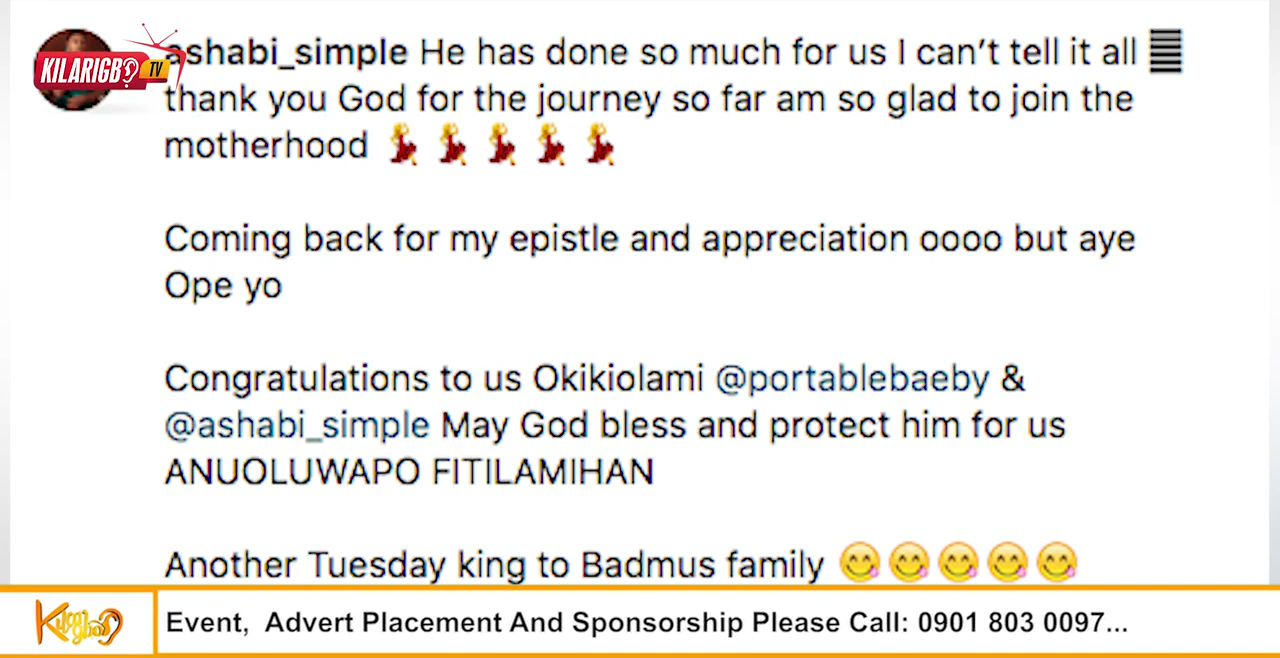 KILARIGBO TV
ashabi_simple He has done so much for us I can't tell it all
thank you God for the journey so far am so glad to join the
motherhood 💃💃💃💃💃
Coming back for my epistle and appreciation oooo but aye
Ope yo
Congratulations to us Okikiolami @portablebaeby &
@ashabi_simple May God bless and protect him for us
ANUOLUWAPO FITILAMIHAN
Another Tuesday king to Badmus family 😋😋😋😋😋
Kilarigbo
Event, Advert Placement And Sponsorship Please Call: 0901 803 0097...